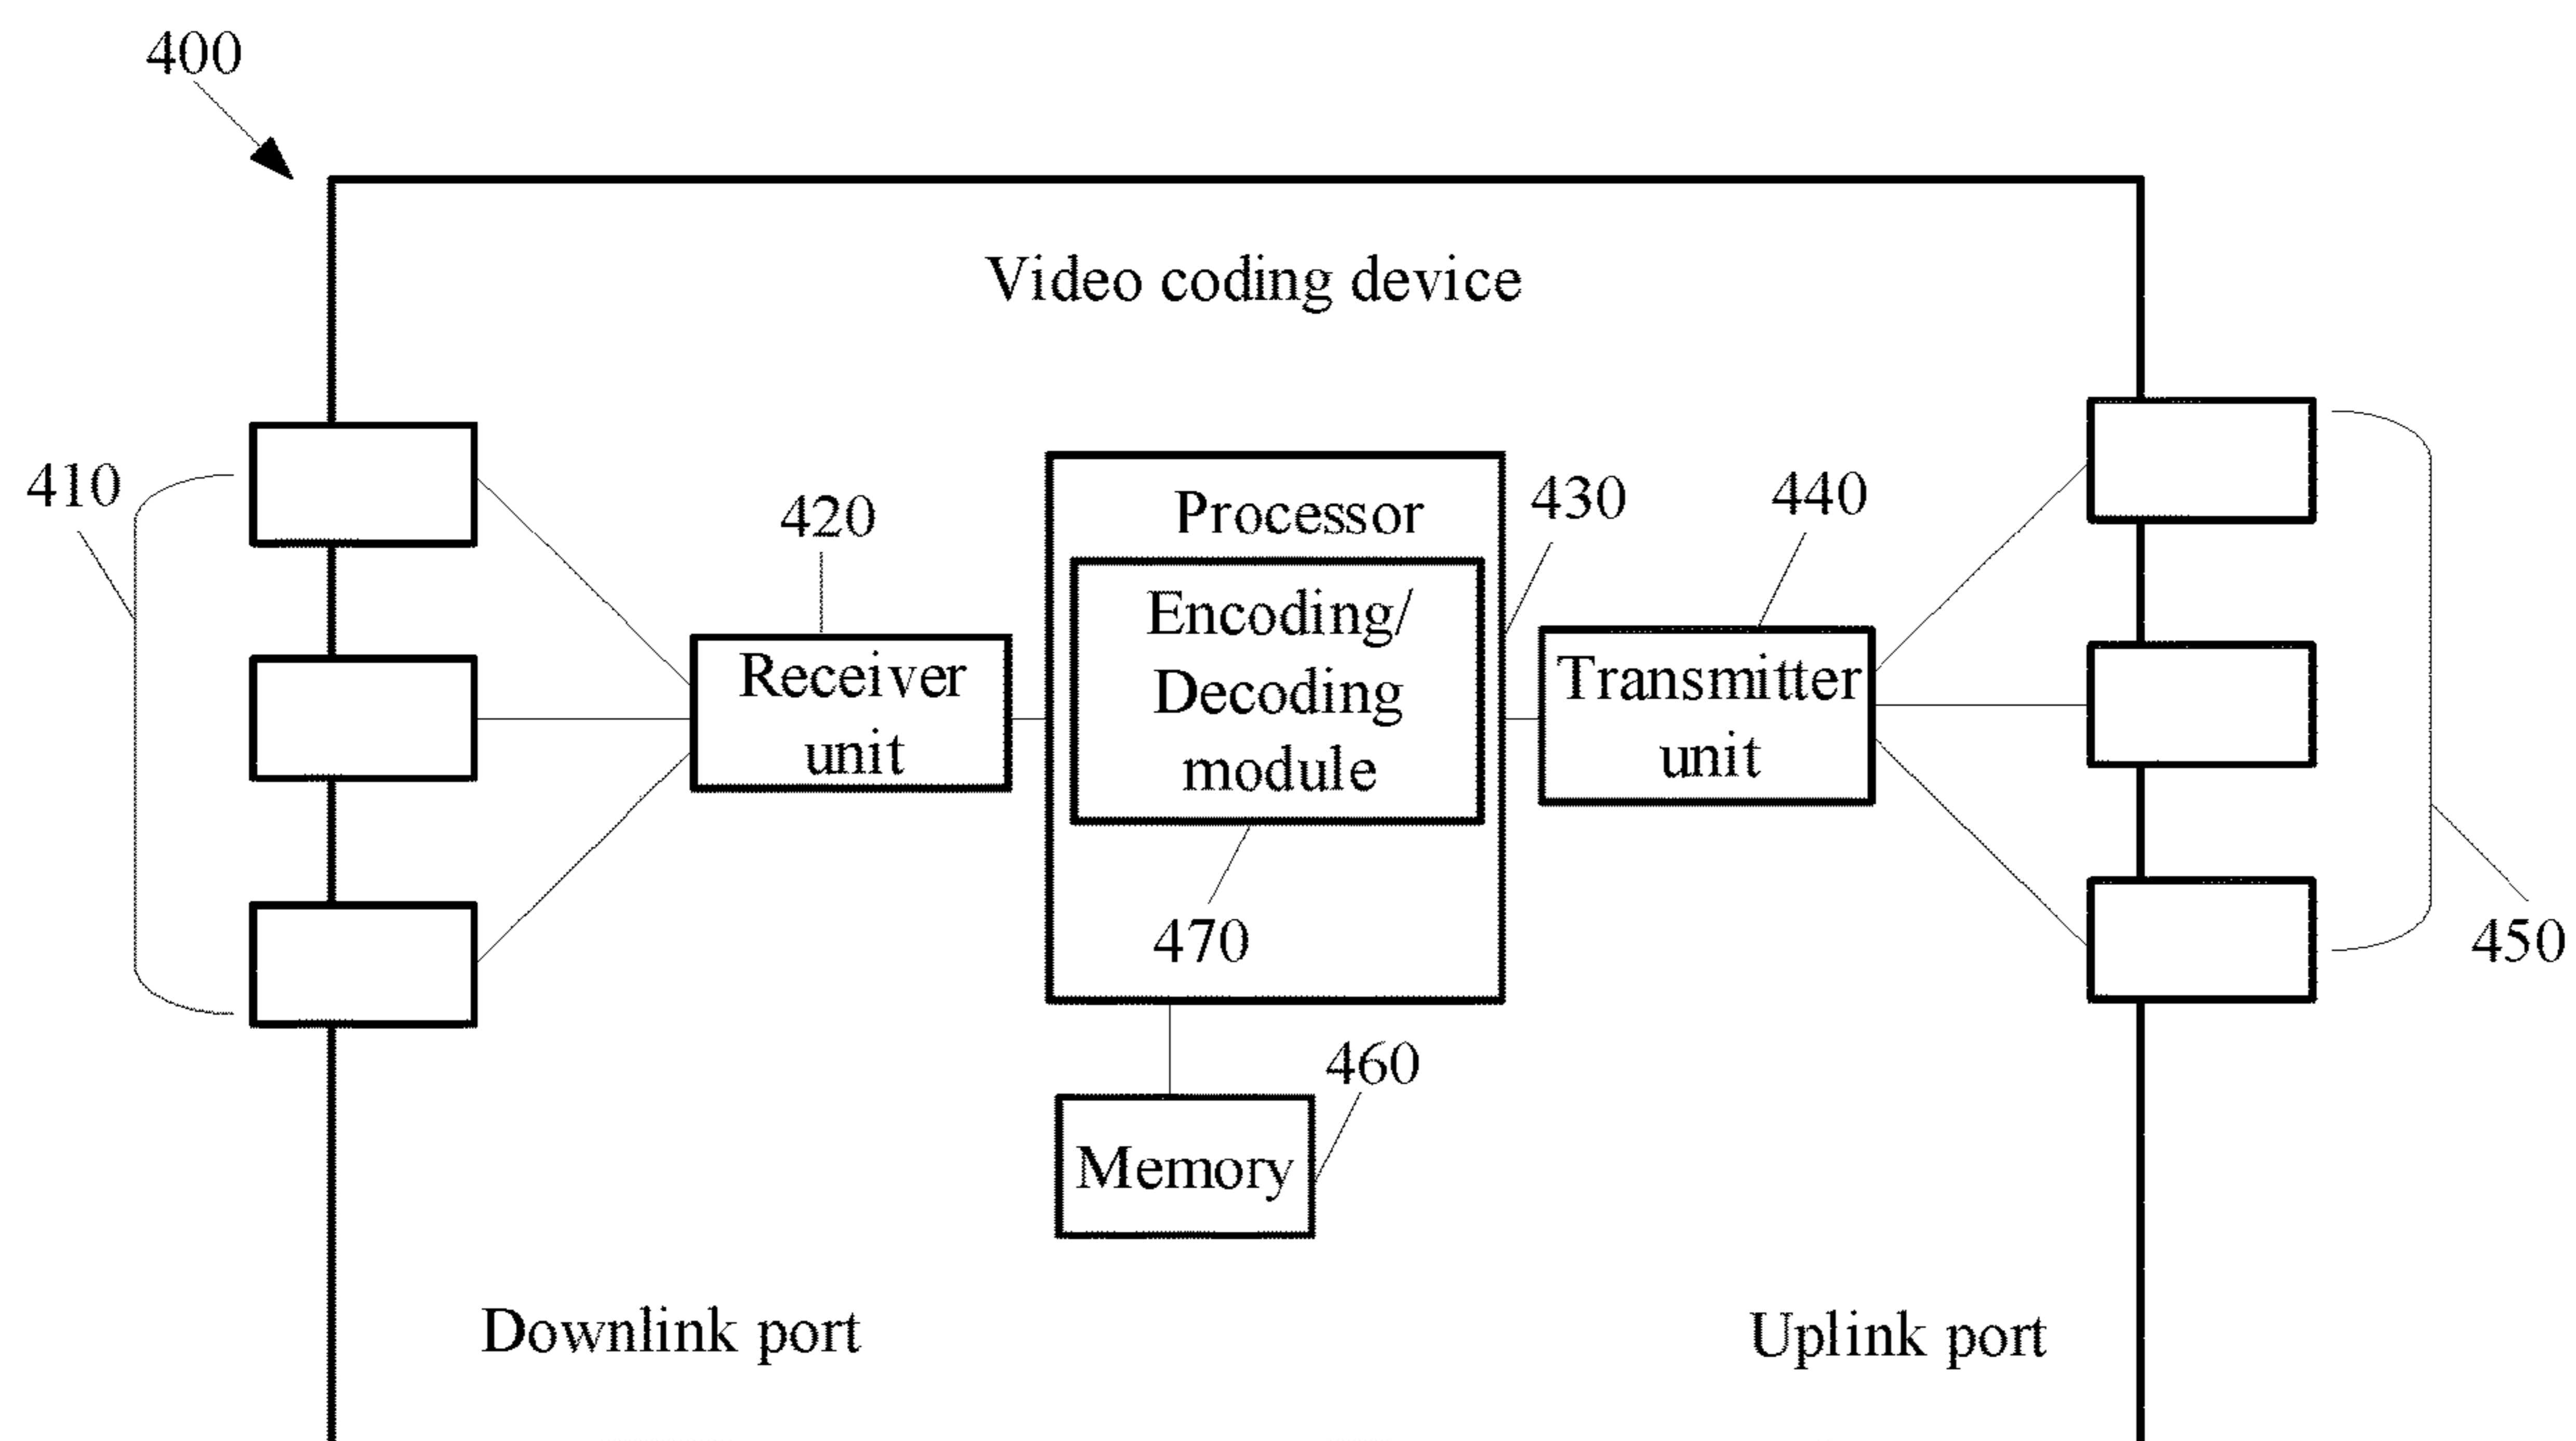 400
Video coding device
410
420
Processor
430
440
Encoding/
Decoding
module
Receiver
unit
Transmitter
unit
470
450
460
Memory
Downlink port
Uplink port